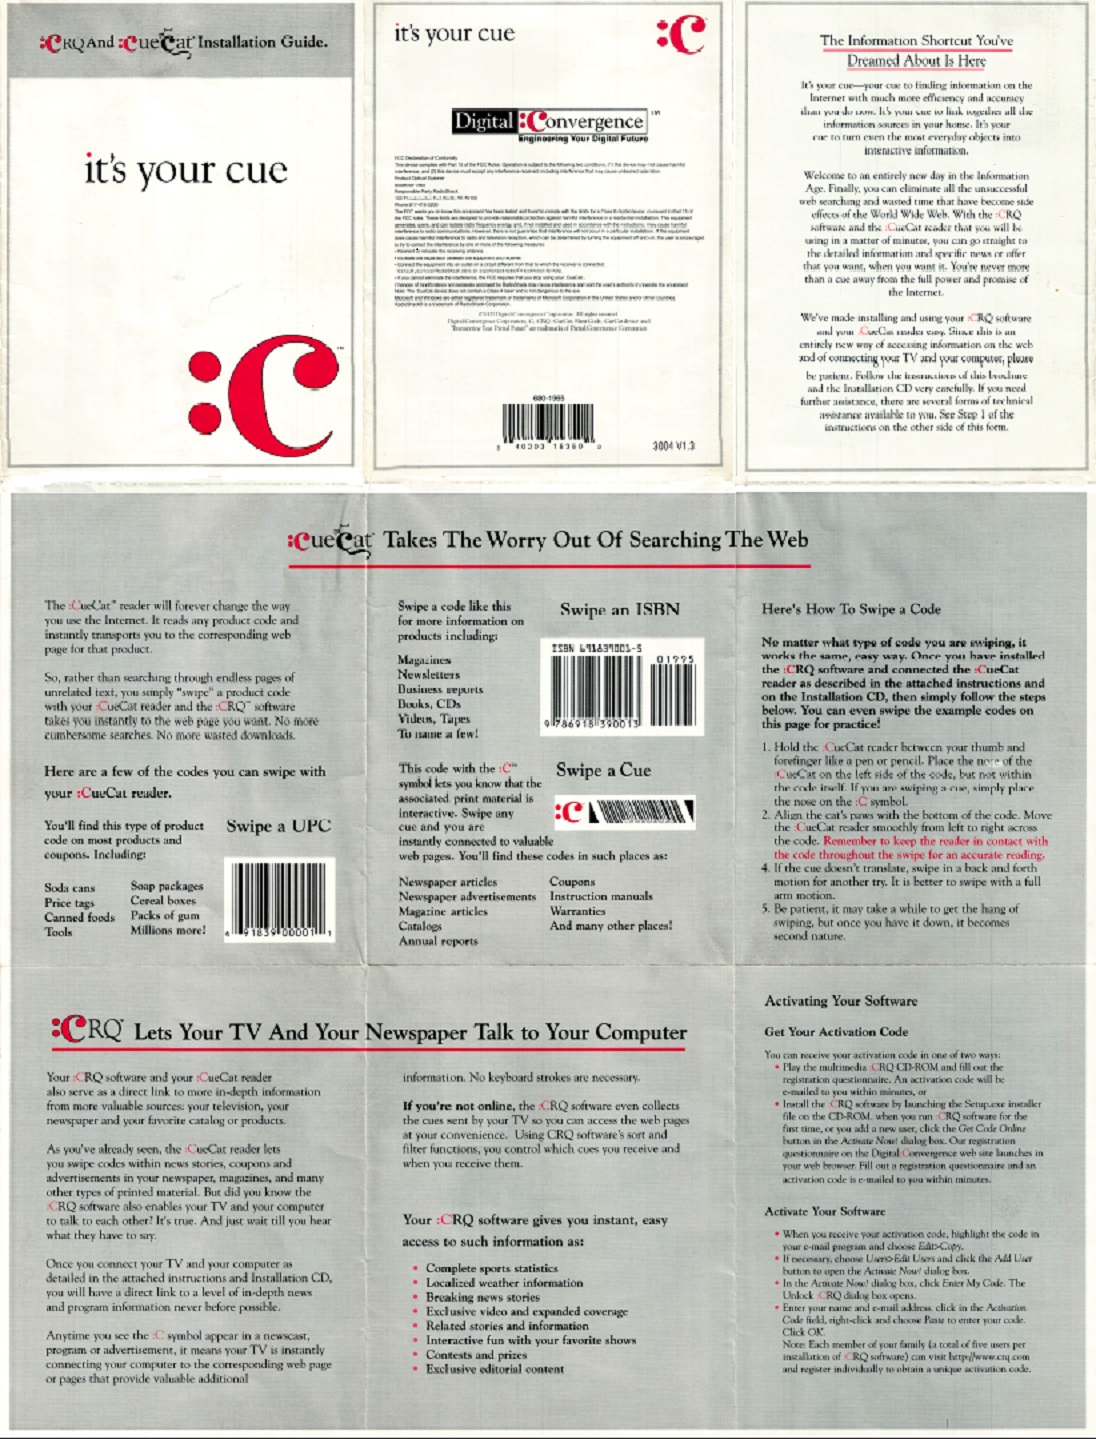 :CRQ And :CueCat Installation Guide.
it's your cue
:C
it's your cue
:C
Digital :Convergence
Engineering Your Digital Future
FCC Declaration of Conformity
680-1965
3004 V1.3
The Information Shortcut You've
Dreamed About Is Here
It's your cue—your cue to finding information on the
Internet with much more efficiency and accuracy
than you do now. It's your cue to link together all the
information sources in your home. It's your
cue to turn even the most everyday objects into
interactive information.
Welcome to an entirely new day in the Information
Age. Finally, you can eliminate all the unsuccessful
web searching and wasted time that have become side
effects of the World Wide Web. With the :CRQ
software and the :CueCat reader that you will be
using in a matter of minutes, you can go straight to
the detailed information and specific news or offer
that you want, when you want it. You're never more
than a cue away from the full power and promise of
the Internet.
We've made installing and using your :CRQ software
and your :CueCat reader easy. Since this is an
entirely new way of accessing information on the web
and of connecting your TV and your computer, please
be patient. Follow the instructions of this brochure
and the Installation CD very carefully. If you need
further assistance, there are several forms of technical
assistance available to you. See Step 1 of the
instructions on the other side of this form.
:CueCat Takes The Worry Out Of Searching The Web
The :CueCat™ reader will forever change the way
you use the Internet. It reads any product code and
instantly transports you to the corresponding web
page for that product.
So, rather than searching through endless pages of
unrelated text, you simply "swipe" a product code
with your :CueCat reader and the :CRQ™ software
takes you instantly to the web page you want. No more
cumbersome searches. No more wasted downloads.
Here are a few of the codes you can swipe with
your :CueCat reader.
You'll find this type of product
code on most products and
coupons. Including:
Soda cans
Price tags
Canned foods
Tools
Soap packages
Cereal boxes
Packs of gum
Millions more!
Swipe a UPC
6 91839 00001 1
Swipe a code like this
for more information on
products including:
Magazines
Newsletters
Business reports
Books, CDs
Videos, Tapes
To name a few!
Swipe an ISBN
ISBN 691839001-5
01995
9 786918 390013
This code with the :C™
symbol lets you know that the
associated print material is
interactive. Swipe any
cue and you are
instantly connected to valuable
web pages. You'll find these codes in such places as:
Swipe a Cue
:C
Newspaper articles
Newspaper advertisements
Magazine articles
Catalogs
Annual reports
Coupons
Instruction manuals
Warranties
And many other places!
Here's How To Swipe a Code
No matter what type of code you are swiping, it
works the same, easy way. Once you have installed
the :CRQ software and connected the :CueCat
reader as described in the attached instructions and
on the Installation CD, then simply follow the steps
below. You can even swipe the example codes on
this page for practice!
1. Hold the :CueCat reader between your thumb and
forefinger like a pen or pencil. Place the nose of the
:CueCat on the left side of the code, but not within
the code itself. If you are swiping a cue, simply place
the nose on the :C symbol.
2. Align the cat's paws with the bottom of the code. Move
the :CueCat reader smoothly from left to right across
the code. Remember to keep the reader in contact with
the code throughout the swipe for an accurate reading.
4. If the cue doesn't translate, swipe in a back and forth
motion for another try. It is better to swipe with a full
arm motion.
5. Be patient, it may take a while to get the hang of
swiping, but once you have it down, it becomes
second nature.
:CRQ™ Lets Your TV And Your Newspaper Talk to Your Computer
Your :CRQ software and your :CueCat reader
also serve as a direct link to more in-depth information
from more valuable sources: your television, your
newspaper and your favorite catalog or products.
As you've already seen, the :CueCat reader lets
you swipe codes within news stories, coupons and
advertisements in your newspaper, magazines, and many
other types of printed material. But did you know the
:CRQ software also enables your TV and your computer
to talk to each other? It's true. And just wait till you hear
what they have to say.
Once you connect your TV and your computer as
detailed in the attached instructions and Installation CD,
you will have a direct link to a level of in-depth news
and program information never before possible.
Anytime you see the :C symbol appear in a newscast,
program or advertisement, it means your TV is instantly
connecting your computer to the corresponding web page
or pages that provide valuable additional
information. No keyboard strokes are necessary.
If you're not online, the :CRQ software even collects
the cues sent by your TV so you can access the web pages
at your convenience. Using CRQ software's sort and
filter functions, you control which cues you receive and
when you receive them.
Your :CRQ software gives you instant, easy
access to such information as:
• Complete sports statistics
• Localized weather information
• Breaking news stories
• Exclusive video and expanded coverage
• Related stories and information
• Interactive fun with your favorite shows
• Contests and prizes
• Exclusive editorial content
Activating Your Software
Get Your Activation Code
You can receive your activation code in one of two ways:
• Play the multimedia :CRQ CD-ROM and fill out the
registration questionnaire. An activation code will be
e-mailed to you within minutes, or
• Install the :CRQ software by launching the Setup.exe installer
file on the CD-ROM, when you run :CRQ software for the
first time, or you add a new user, click the Get Code Online
button in the Activate Now! dialog box. Our registration
questionnaire on the Digital:Convergence web site launches in
your web browser. Fill out a registration questionnaire and an
activation code is e-mailed to you within minutes.
Activate Your Software
• When you receive your activation code, highlight the code in
your e-mail program and choose Edit>Copy.
• If necessary, choose Users>Edit Users and click the Add User
button to open the Activate Now! dialog box.
• In the Activate Now! dialog box, click Enter My Code. The
Unlock :CRQ dialog box opens.
• Enter your name and e-mail address, click in the Activation
Code field, right-click and choose Paste to enter your code.
Click OK.
Note: Each member of your family (a total of five users per
installation of :CRQ software) can visit http://www.crq.com
and register individually to obtain a unique activation code.